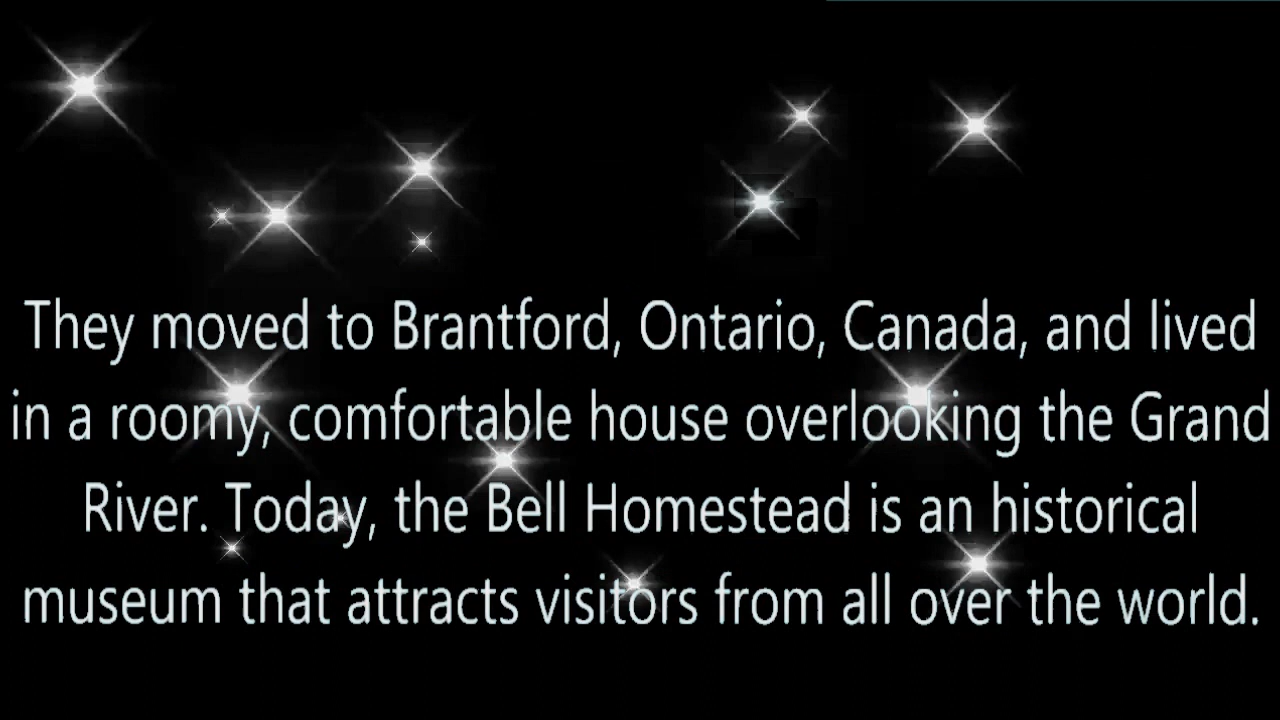 They moved to Brantford, Ontario, Canada, and lived
in a roomy, comfortable house overlooking the Grand
River. Today, the Bell Homestead is an historical
museum that attracts visitors from all over the world.